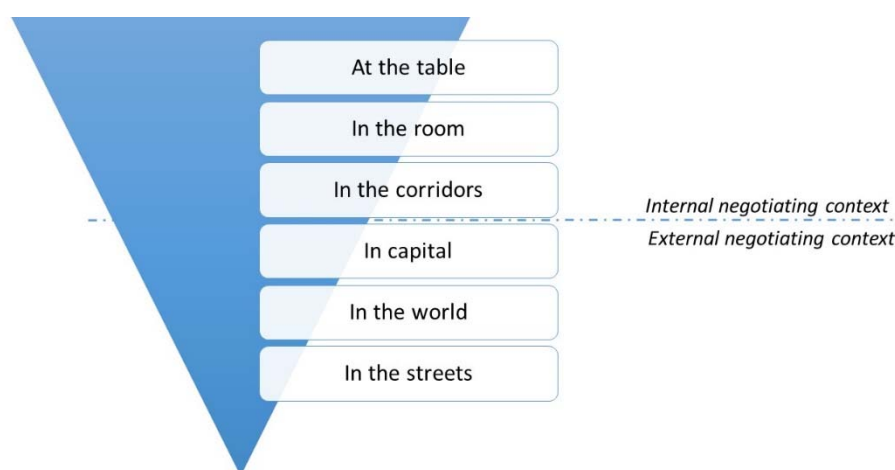 At the table
In the room
In the corridors
Internal negotiating context
External negotiating context
In capital
In the world
In the streets